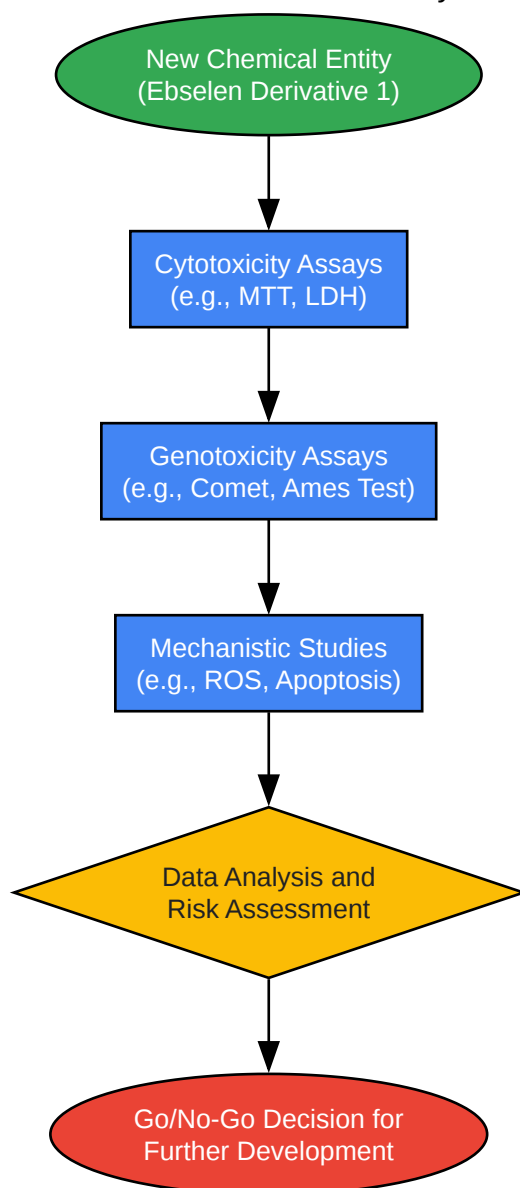 New Chemical Entity
(Ebselen Derivative 1)
Cytotoxicity Assays
(e.g., MTT, LDH)
Genotoxicity Assays
(e.g., Comet, Ames Test)
Mechanistic Studies
(e.g., ROS, Apoptosis)
Data Analysis and
Risk Assessment
Go/No-Go Decision for
Further Development